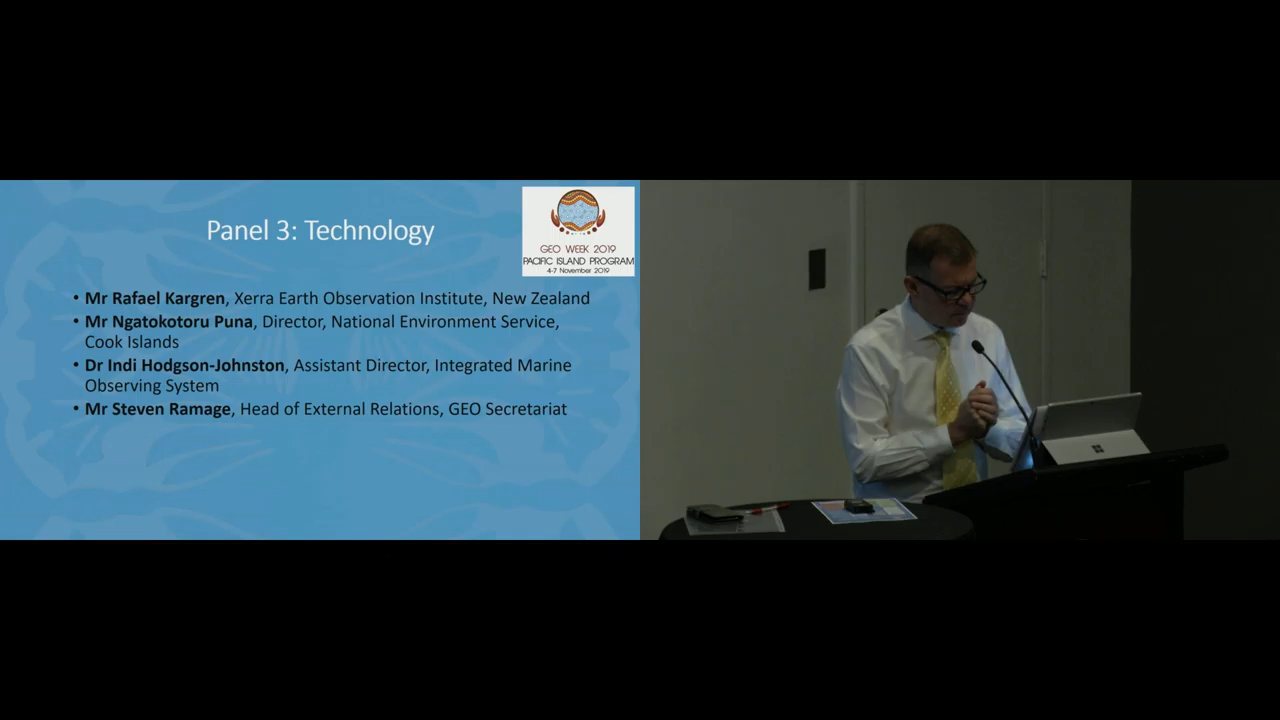 Panel 3: Technology
GEO WEEK 2019
PACIFIC ISLAND PROGRAM
4-7 November 2019
• Mr Rafael Kargren, Xerra Earth Observation Institute, New Zealand
• Mr Ngatokotoru Puna, Director, National Environment Service,
Cook Islands
• Dr Indi Hodgson-Johnston, Assistant Director, Integrated Marine
Observing System
• Mr Steven Ramage, Head of External Relations, GEO Secretariat